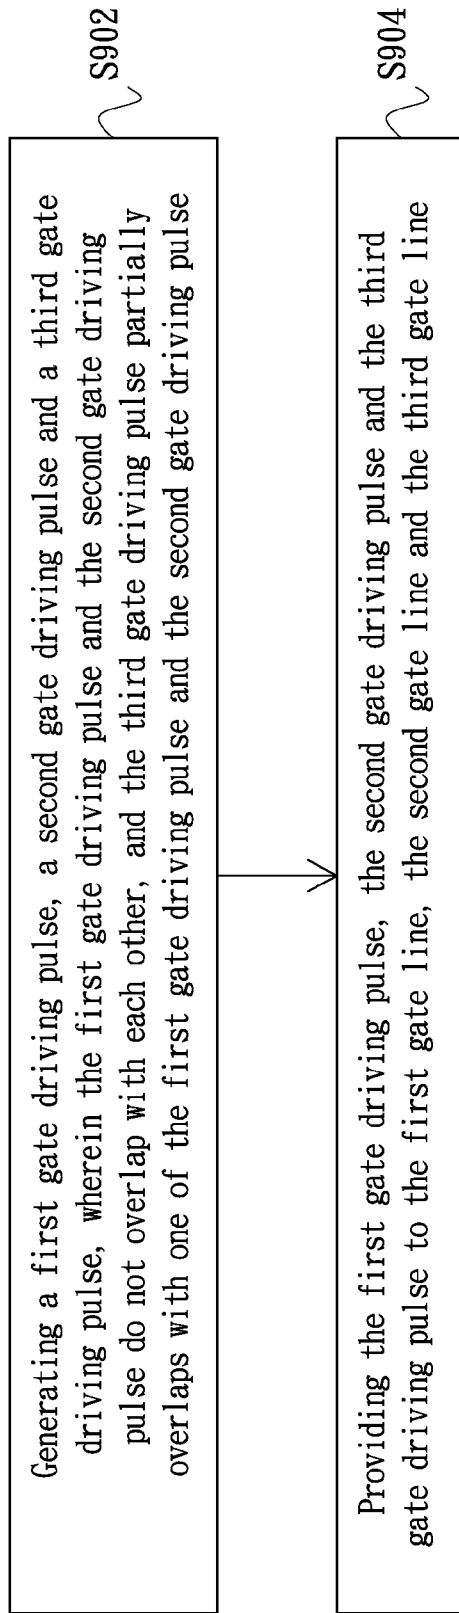 Generating a first gate driving pulse, a second gate driving pulse and a third gate
driving pulse, wherein the first gate driving pulse and the second gate driving
pulse do not overlap with each other, and the third gate driving pulse partially
overlaps with one of the first gate driving pulse and the second gate driving pulse
S902
Providing the first gate driving pulse, the second gate driving pulse and the third
gate driving pulse to the first gate line, the second gate line and the third gate line
S904